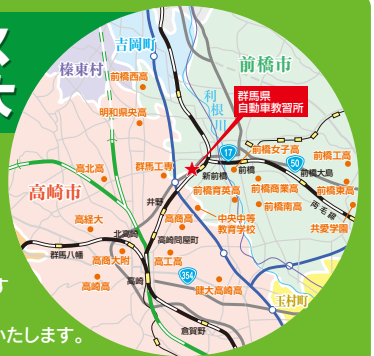 吉岡町
榛東村
前橋西高
前橋市
明和県央高
利根川
群馬県
自動車教習所
17
前橋女子高
50
前橋工高
高北高
群馬工専
新前橋
前橋
前橋大島
高崎市
井野
前橋育英高
前橋商業高
前橋東高
高経大
高商高
中央中等
教育学校
前橋南高
両毛線
共愛学園
北高崎
高崎問屋町
群馬八幡
高商大附
高工高
354
高崎高
高崎
健大高崎高
玉村町
す
倉賀野
いたします。